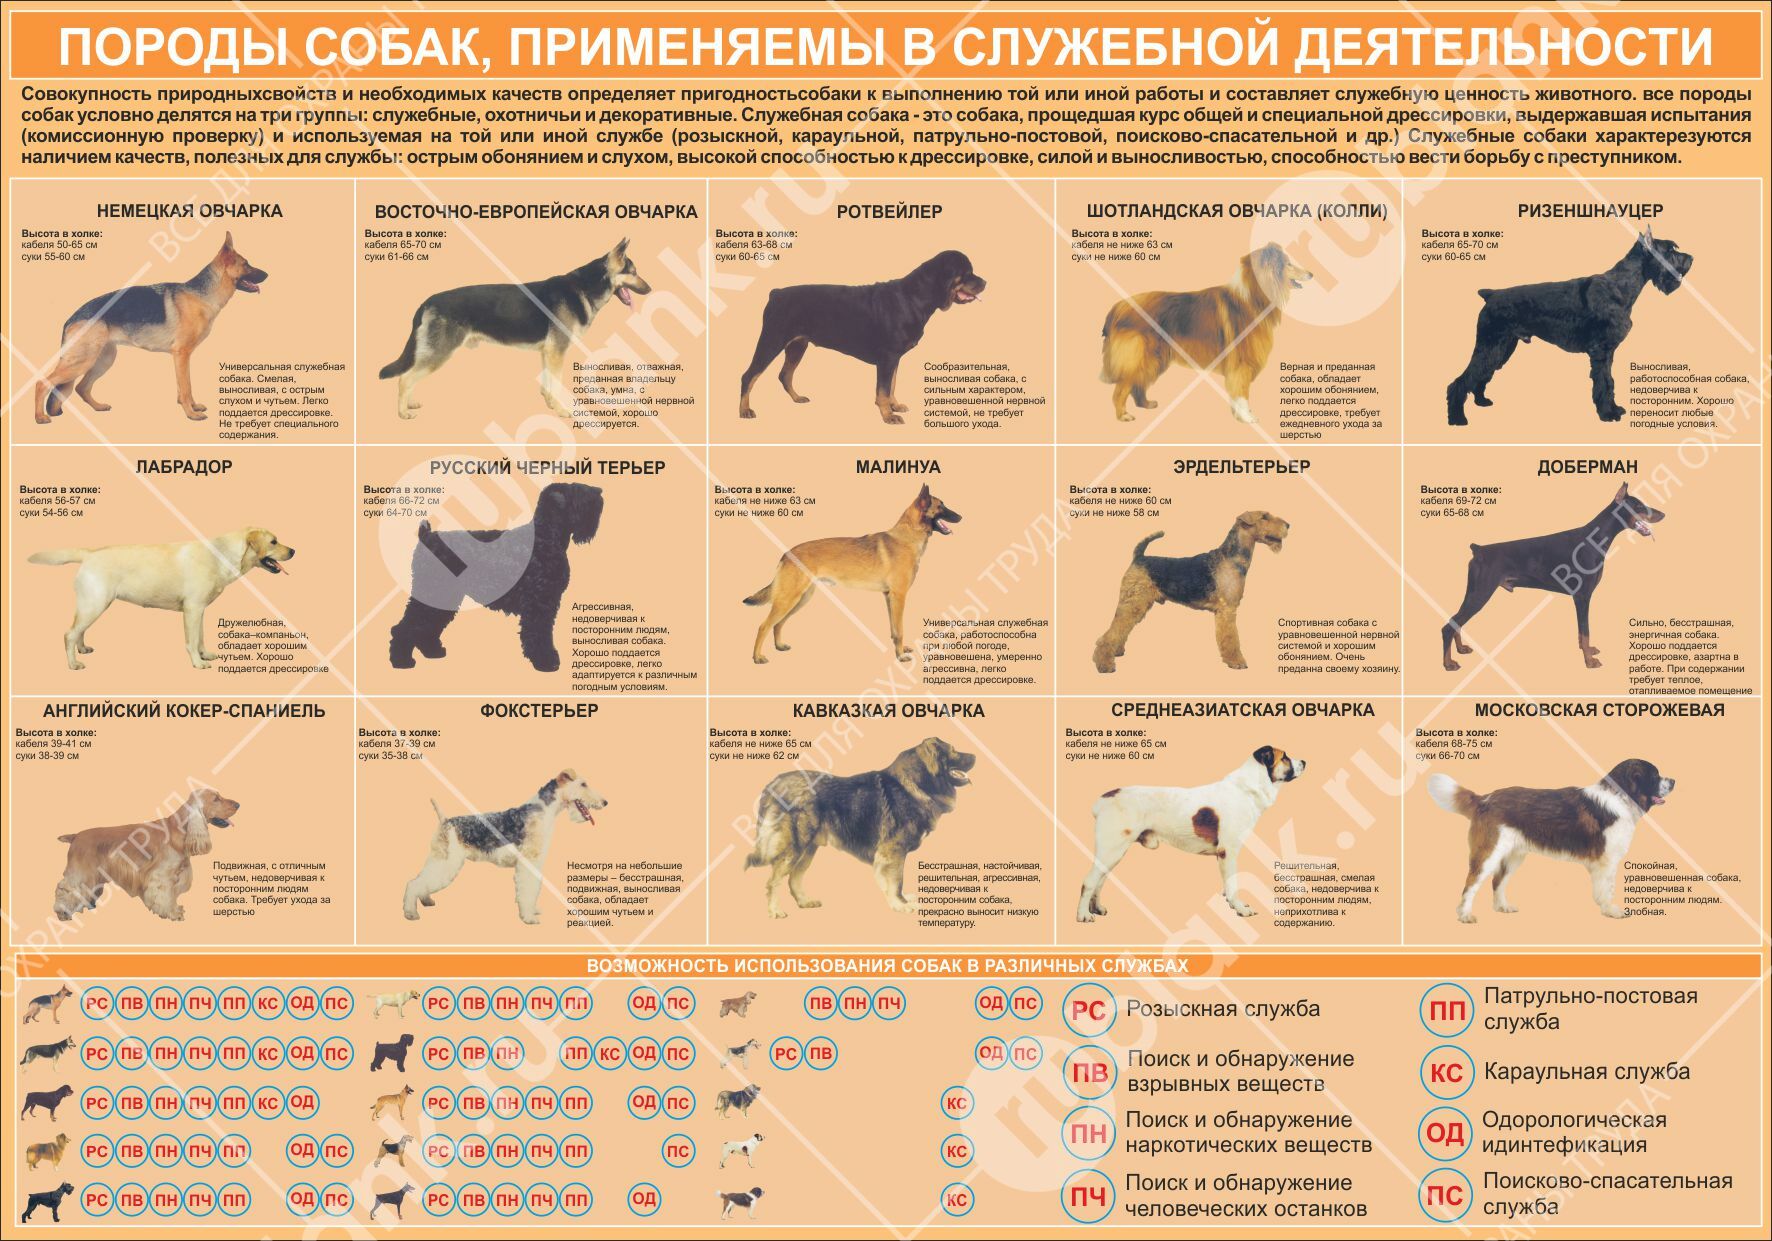 ПОРОДЫ СОБАК, ПРИМЕНЯЕМЫ В СЛУЖЕБНОЙ ДЕЯТЕЛЬНОСТИ
Совокупность природныхсвойств и необходимых качеств определяет пригодностьсобаки к выполнению той или иной работы и составляет служебную ценность животного. все породы
собак условно делятся на три группы: служебные, охотничьи и декоративные. Служебная собака - это собака, прощедшая курс общей и специальной дрессировки, выдержавшая испытания
(комиссионную проверку) и используемая на той или иной службе (розыскной, караульной, патрульно-постовой, поисково-спасательной и др.) Служебные собаки характерезуются
наличием качеств, полезных для службы: острым обонянием и слухом, высокой способностью к дрессировке, силой и выносливостью, способностью вести борьбу с преступником.
НЕМЕЦКАЯ ОВЧАРКА
Высота в холке:
кабеля 50-65 см
суки 55-60 см
Универсальная служебная
собака. Смелая,
выносливая, с острым
слухом и чутьем. Легко
поддается дрессировке.
Не требует специального
содержания.
ВОСТОЧНО-ЕВРОПЕЙСКАЯ ОВЧАРКА
Высота в холке:
кабеля 65-70 см
суки 61-66 см
Выносливая, отважная,
преданная владельцу
собака, умна, с
уравновешенной нервной
системой, хорошо
дрессируется.
РОТВЕЙЛЕР
Высота в холке:
кабеля 63-68 см
суки 60-65 см
Сообразительная,
выносливая собака, с
сильным характером,
уравновешенной нервной
системой, не требует
большого ухода.
ШОТЛАНДСКАЯ ОВЧАРКА (КОЛЛИ)
Высота в холке:
кабеля не ниже 63 см
суки не ниже 60 см
Верная и преданная
собака, обладает
хорошим обонянием,
легко поддается
дрессировке, требует
ежедневного ухода за
шерстью
РИЗЕНШНАУЦЕР
Высота в холке:
кабеля 65-70 см
суки 60-65 см
Выносливая,
работоспособная собака,
недоверчива к
посторонним. Хорошо
переносит любые
погодные условия.
ЛАБРАДОР
Высота в холке:
кабеля 56-57 см
суки 54-56 см
Дружелюбная,
собака–компаньон,
обладает хорошим
чутьем. Хорошо
поддается дрессировке
РУССКИЙ ЧЕРНЫЙ ТЕРЬЕР
Высота в холке:
кабеля 66-72 см
суки 64-70 см
Агрессивная,
недоверчивая к
посторонним людям,
выносливая собака.
Хорошо поддается
дрессировке, легко
адаптируется к различным
погодным условиям.
МАЛИНУА
Высота в холке:
кабеля не ниже 63 см
суки не ниже 60 см
Универсальная служебная
собака, работоспособна
при любой погоде,
уравновешена, умеренно
агрессивна, легко
поддается дрессировке.
ЭРДЕЛЬТЕРЬЕР
Высота в холке:
кабеля не ниже 60 см
суки не ниже 58 см
Спортивная собака с
уравновешенной нервной
системой и хорошим
обонянием. Очень
преданна своему хозяину.
ДОБЕРМАН
Высота в холке:
кабеля 69-72 см
суки 65-68 см
Сильно, бесстрашная,
энергичная собака.
Хорошо поддается
дрессировке, азартна в
работе. При содержании
требует теплое,
отапливаемое помещение
АНГЛИЙСКИЙ КОКЕР-СПАНИЕЛЬ
Высота в холке:
кабеля 39-41 см
суки 38-39 см
Подвижная, с отличным
чутьем, недоверчивая к
посторонним людям
собака. Требует ухода за
шерстью
ФОКСТЕРЬЕР
Высота в холке:
кабеля 37-39 см
суки 35-38 см
Несмотря на небольшие
размеры – бесстрашная,
подвижная, выносливая
собака, обладает
хорошим чутьем и
реакцией.
КАВКАЗКАЯ ОВЧАРКА
Высота в холке:
кабеля не ниже 65 см
суки не ниже 62 см
Бесстрашная, настойчивая,
решительная, агрессивная,
недоверчивая к
посторонним собака,
прекрасно выносит низкую
температуру.
СРЕДНЕАЗИАТСКАЯ ОВЧАРКА
Высота в холке:
кабеля не ниже 65 см
суки не ниже 60 см
Решительная,
бесстрашная, смелая
собака, недоверчива к
посторонним людям,
неприхотлива к
содержанию.
МОСКОВСКАЯ СТОРОЖЕВАЯ
Высота в холке:
кабеля 68-75 см
суки 66-70 см
Спокойная,
уравновешенная собака,
недоверчива к
посторонним людям.
Злобная.
ВОЗМОЖНОСТЬ ИСПОЛЬЗОВАНИЯ СОБАК В РАЗЛИЧНЫХ СЛУЖБАХ
РС ПВ ПН ПЧ ПП КС ОД ПС
РС ПВ ПН ПЧ ПП КС ОД ПС
РС ПВ ПН ПЧ ПП КС ОД
РС ПВ ПН ПЧ ПП ОД ПС
РС ПВ ПН ПЧ ПП ОД ПС
РС ПВ ПН ПЧ ПП ОД ПС
РС ПВ ПН ПП КС ОД ПС
РС ПВ ПН ПЧ ПП ОД ПС
РС ПВ ПН ПЧ ПП ПС
РС ПВ ПН ПЧ ПП ОД
ПВ ПН ПЧ ОД ПС
РС ПВ ОД ПС
КС
КС
КС
РС Розыскная служба
ПВ Поиск и обнаружение
взрывных веществ
ПН Поиск и обнаружение
наркотических веществ
ПЧ Поиск и обнаружение
человеческих останков
ПП Патрульно-постовая
служба
КС Караульная служба
ОД Одорологическая
идинтефикация
ПС Поисково-спасательная
служба
rublank.ru
ВСЕ ДЛЯ ОХРАНЫ ТРУДА